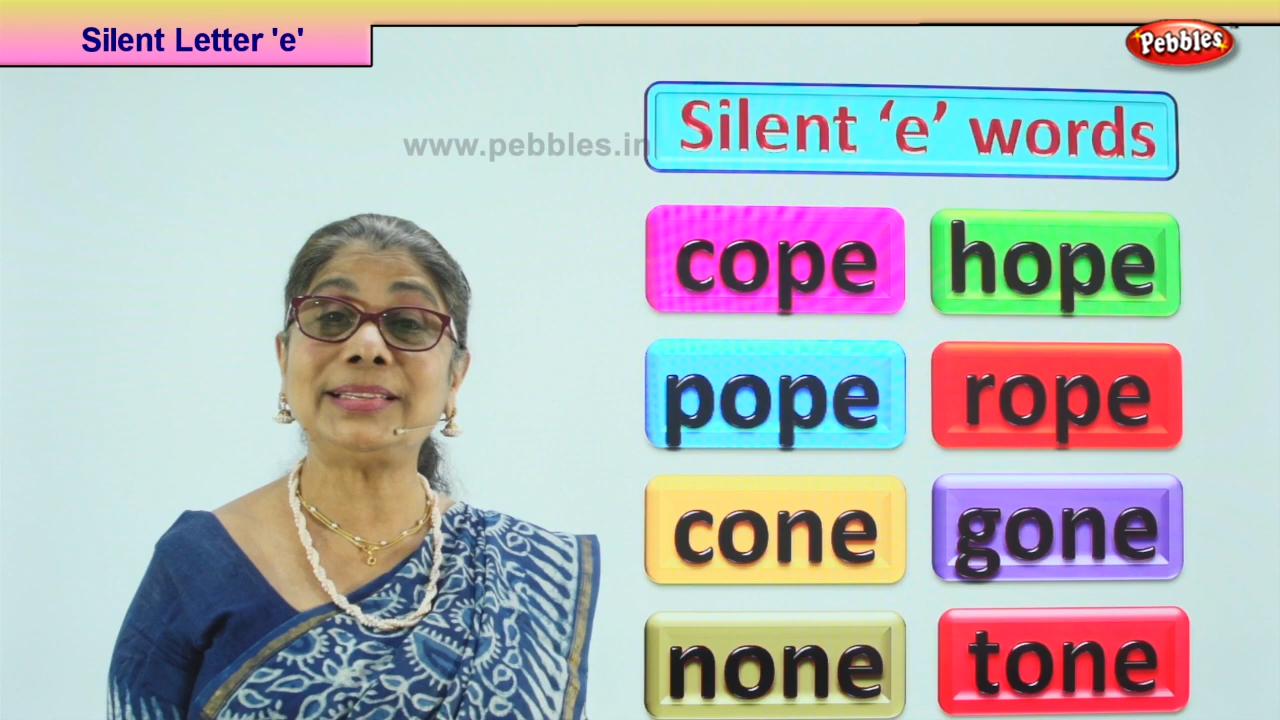 Silent Letter 'e'
Pebbles
www.pebbles.in
Silent ‘e’ words
cope hope
pope rope
cone gone
none tone